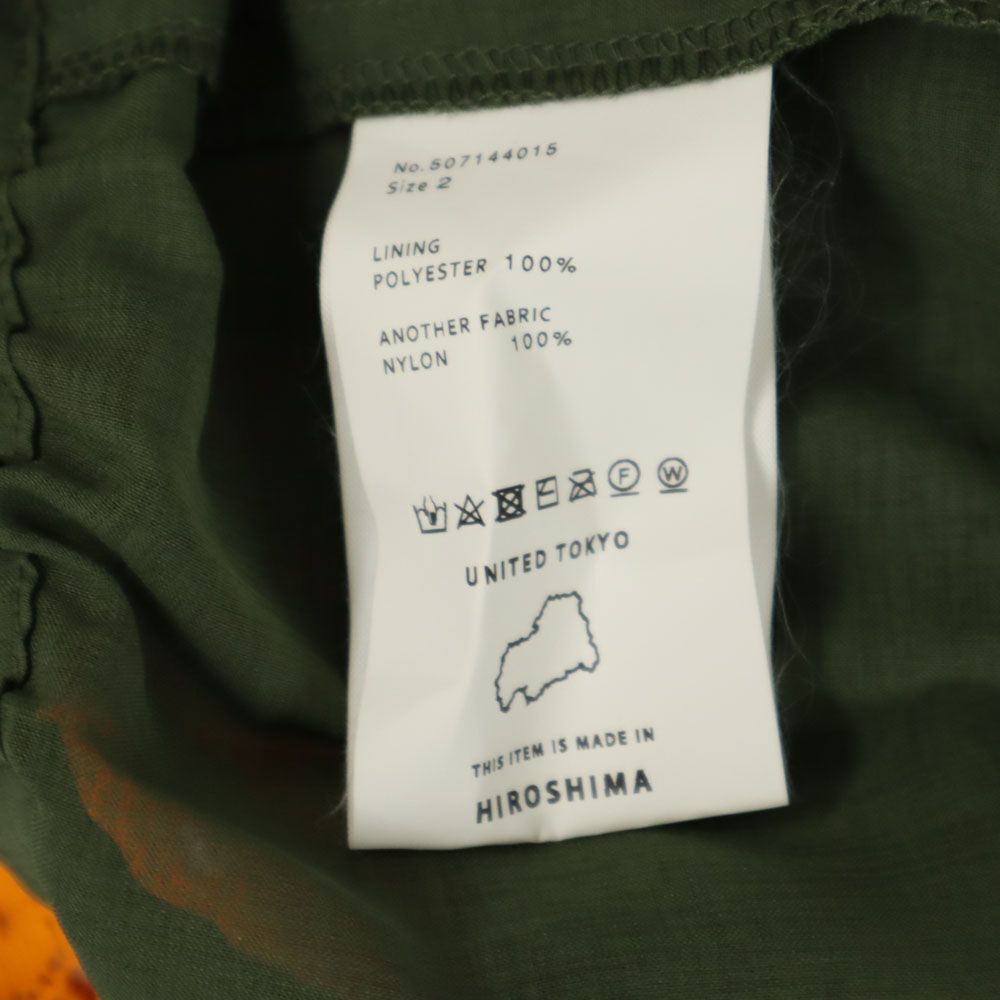 No.507144015
Size 2
LINING
POLYESTER 100%
ANOTHER FABRIC
NYLON 100%
F W
UNITED TOKYO
THIS ITEM IS MADE IN
HIROSHIMA